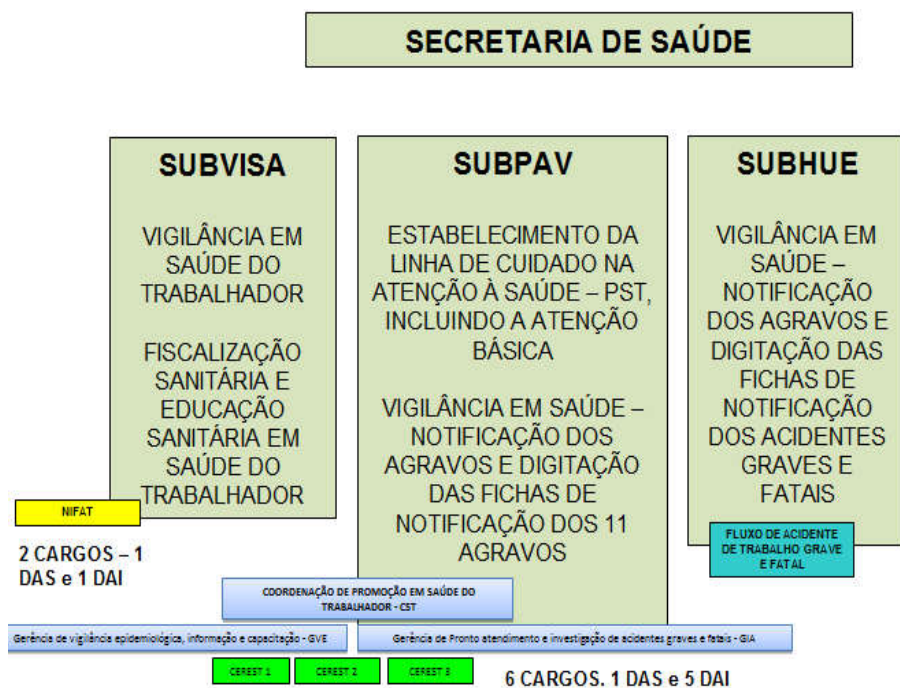 SECRETARIA DE SAÚDE
SUBVISA
VIGILÂNCIA EM
SAÚDE DO
TRABALHADOR
FISCALIZAÇÃO
SANITÁRIA E
EDUCAÇÃO
SANITÁRIA EM
SAÚDE DO
TRABALHADOR
NIFAT
2 CARGOS – 1
DAS e 1 DAI
SUBPAV
ESTABELECIMENTO DA
LINHA DE CUIDADO NA
ATENÇÃO À SAÚDE – PST,
INCLUINDO A ATENÇÃO
BÁSICA
VIGILÂNCIA EM SAÚDE –
NOTIFICAÇÃO DOS
AGRAVOS E DIGITAÇÃO
DAS FICHAS DE
NOTIFICAÇÃO DOS 11
AGRAVOS
SUBHUE
VIGILÂNCIA EM
SAÚDE –
NOTIFICAÇÃO
DOS AGRAVOS E
DIGITAÇÃO DAS
FICHAS DE
NOTIFICAÇÃO
DOS ACIDENTES
GRAVES E
FATAIS
FLUXO DE ACIDENTE
DE TRABALHO GRAVE
E FATAL
COORDENAÇÃO DE PROMOÇÃO EM SAÚDE DO
TRABALHADOR - CST
Gerência de vigilância epidemiológica, informação e capacitação - GVE
Gerência de Pronto atendimento e investigação de acidentes graves e fatais - GIA
CEREST 1
CEREST 2
CEREST 3
6 CARGOS. 1 DAS e 5 DAI